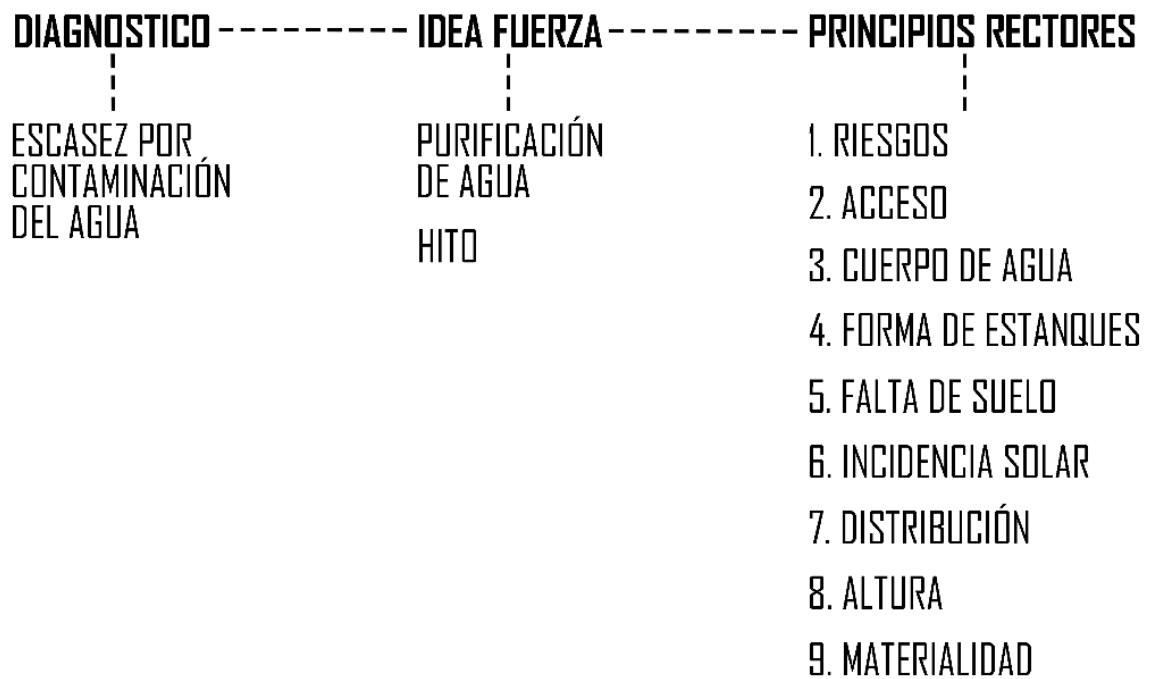 DIAGNOSTICO
ESCASEZ POR
CONTAMINACIÓN
DEL AGUA
IDEA FUERZA
PURIFICACIÓN
DE AGUA
HITO
PRINCIPIOS RECTORES
1. RIESGOS
2. ACCESO
3. CUERPO DE AGUA
4. FORMA DE ESTANQUES
5. FALTA DE SUELO
6. INCIDENCIA SOLAR
7. DISTRIBUCIÓN
8. ALTURA
9. MATERIALIDAD